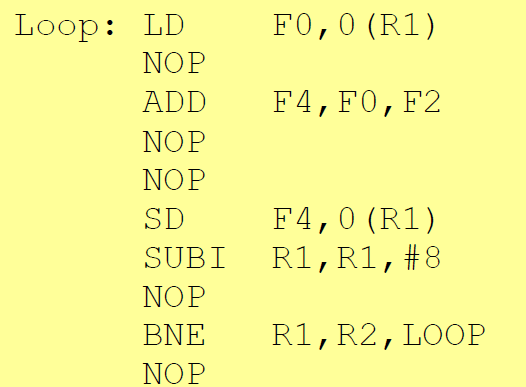 Loop: LD F0,0(R1)
NOP
ADD F4,F0,F2
NOP
NOP
SD F4,0(R1)
SUBI R1,R1,#8
NOP
BNE R1,R2,LOOP
NOP